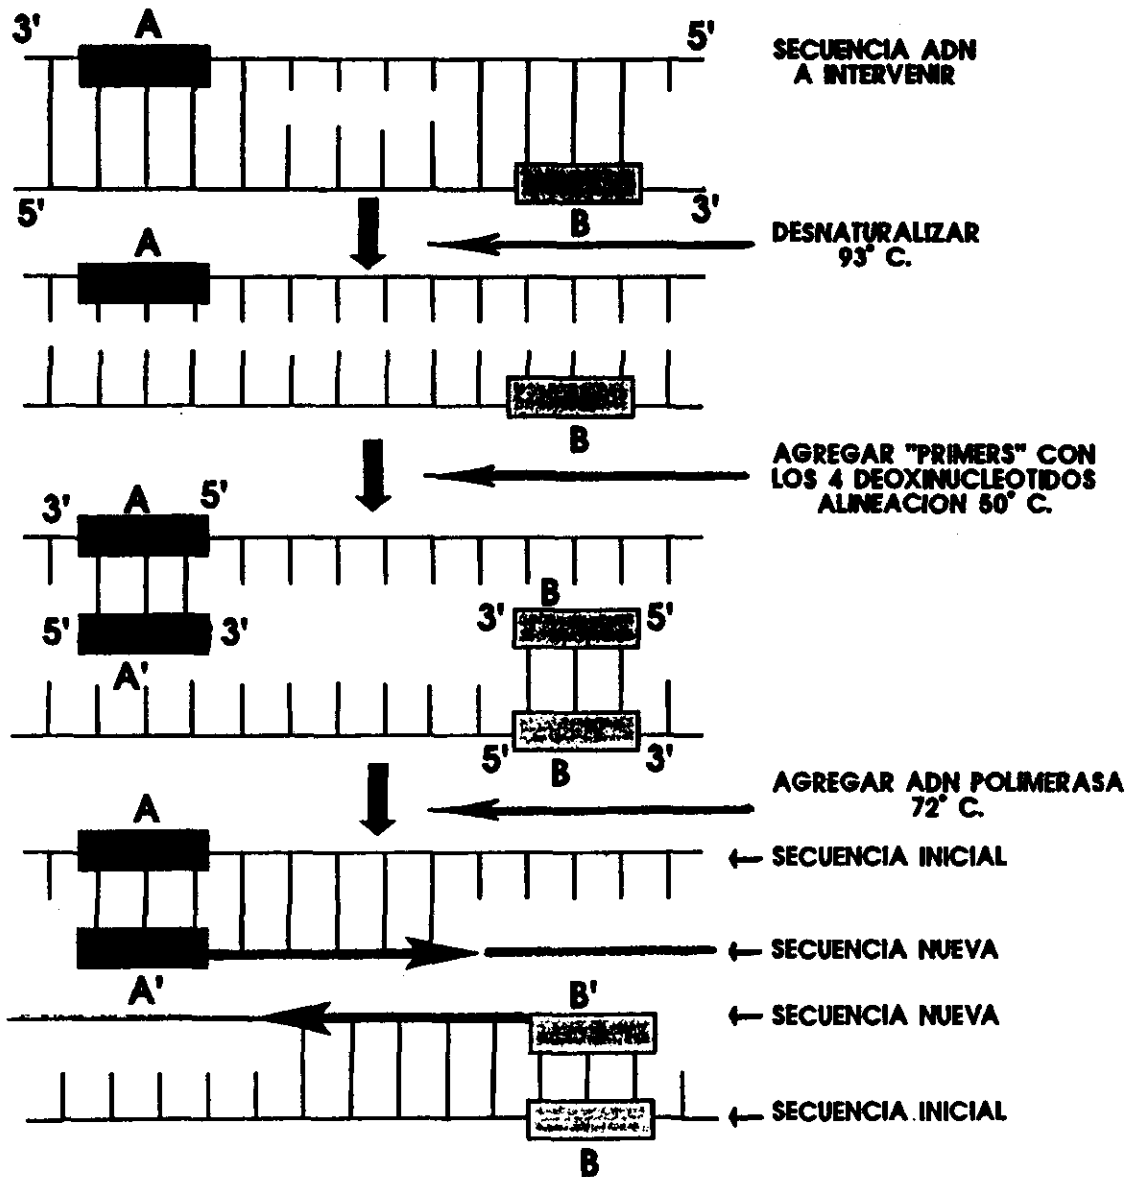 3'
A
5'
SECUENCIA ADN
A INTERVENIR
5'
B
3'
DESNATURALIZAR
93° C.
A
B
AGREGAR "PRIMERS" CON
LOS 4 DEOXINUCLEOTIDOS
ALINEACION 50° C.
3'
A
5'
B
3'
5'
5'
3'
A'
5'
B
3'
AGREGAR ADN POLIMERASA
72° C.
A
← SECUENCIA INICIAL
← SECUENCIA NUEVA
A'
B'
← SECUENCIA NUEVA
← SECUENCIA INICIAL
B